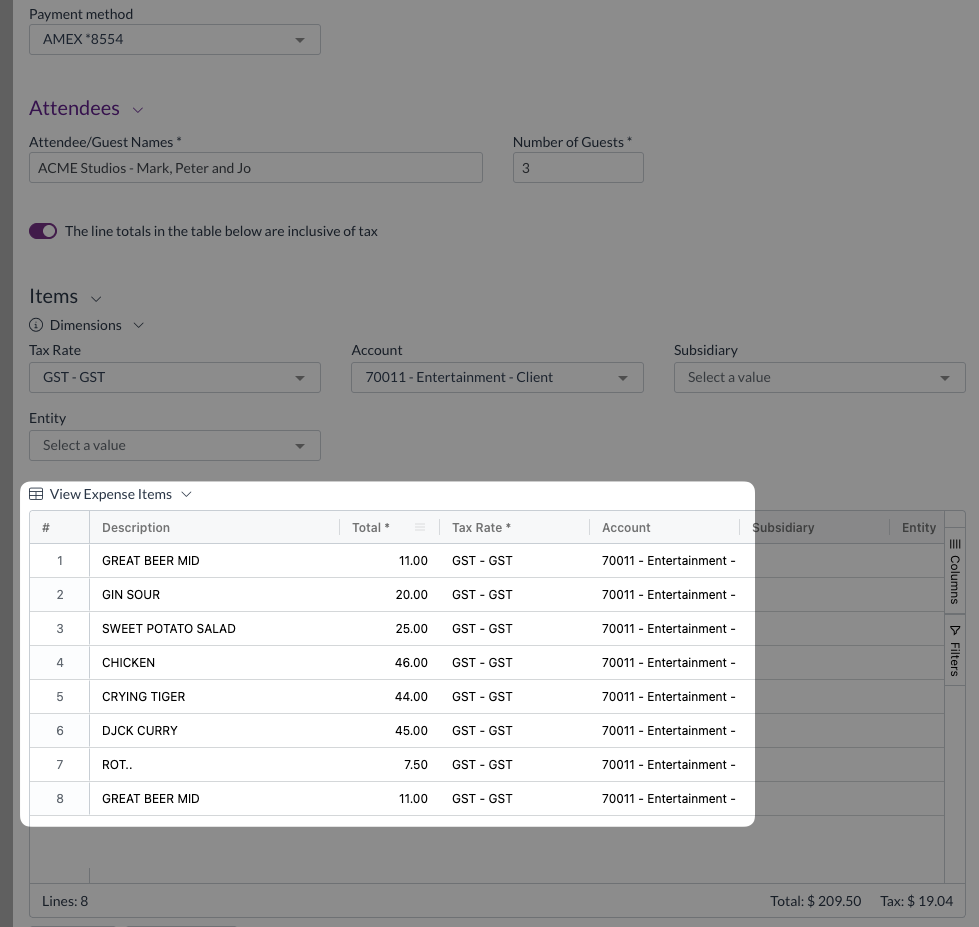 Payment method
AMEX *8554
Attendees
Attendee/Guest Names * Number of Guests *
ACME Studios - Mark, Peter and Jo 3
The line totals in the table below are inclusive of tax
Items
Dimensions
Tax Rate Account Subsidiary
GST - GST 70011 - Entertainment - Client Select a value
Entity
Select a value
View Expense Items
# Description Total * Tax Rate * Account Subsidiary Entity
1 GREAT BEER MID 11.00 GST - GST 70011 - Entertainment -
2 GIN SOUR 20.00 GST - GST 70011 - Entertainment -
3 SWEET POTATO SALAD 25.00 GST - GST 70011 - Entertainment -
4 CHICKEN 46.00 GST - GST 70011 - Entertainment -
5 CRYING TIGER 44.00 GST - GST 70011 - Entertainment -
6 DJCK CURRY 45.00 GST - GST 70011 - Entertainment -
7 ROT.. 7.50 GST - GST 70011 - Entertainment -
8 GREAT BEER MID 11.00 GST - GST 70011 - Entertainment -
Columns
Filters
Lines: 8 Total: $ 209.50 Tax: $ 19.04